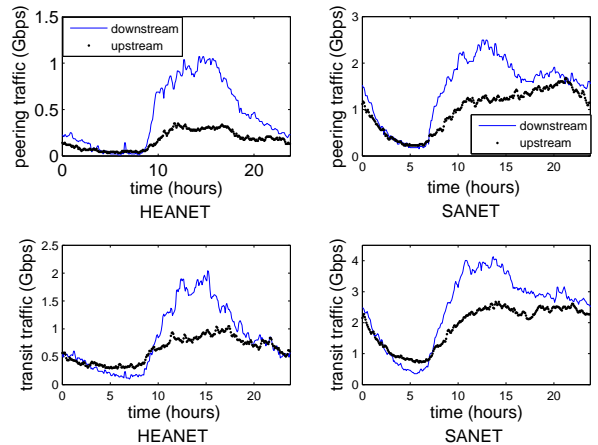 peering traffic (Gbps)
1.5
1
0.5
0
downstream
upstream
0 10 20
time (hours)
HEANET
peering traffic (Gbps)
3
2
1
0
downstream
upstream
0 5 10 15 20
time (hours)
SANET
transit traffic (Gbps)
2.5
2
1.5
1
0.5
0
0 5 10 15 20
time (hours)
HEANET
transit traffic (Gbps)
4
3
2
1
0
0 5 10 15 20
time (hours)
SANET